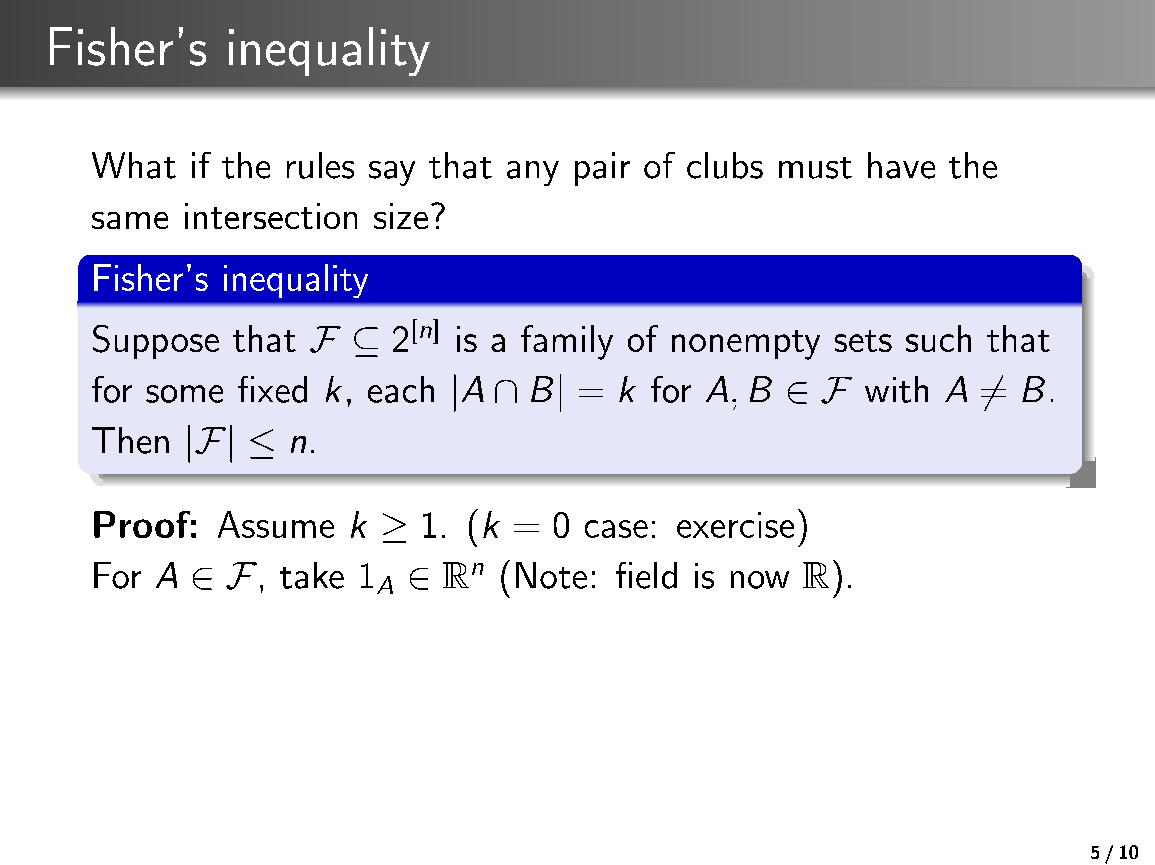 Fisher's inequality
What if the rules say that any pair of clubs must have the
same intersection size?
Fisher's inequality
Suppose that ℱ ⊆ 2^[n] is a family of nonempty sets such that
for some fixed k, each |A ∩ B| = k for A, B ∈ ℱ with A ≠ B.
Then |ℱ| ≤ n.
Proof: Assume k ≥ 1. (k = 0 case: exercise)
For A ∈ ℱ, take 1_A ∈ ℝ^n (Note: field is now ℝ).
5 / 10